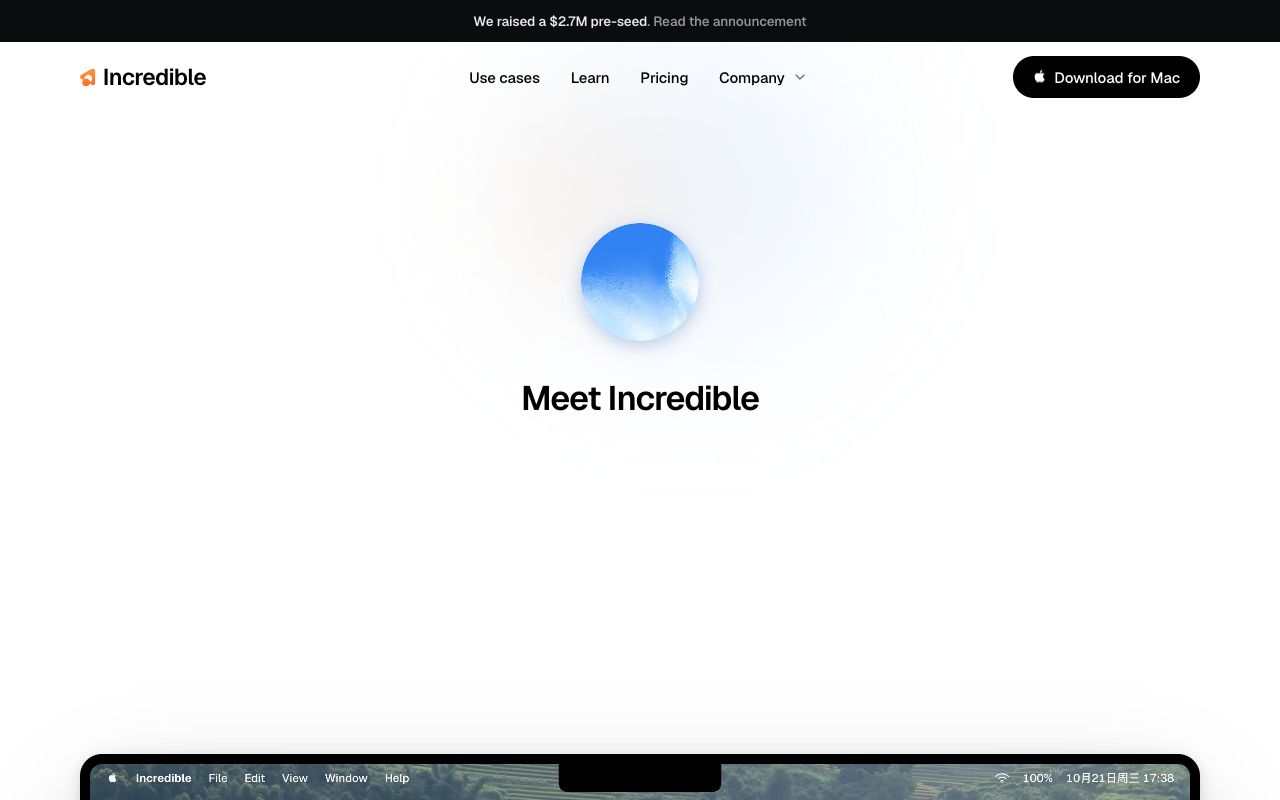 We raised a $2.7M pre-seed. Read the announcement
Incredible
Use cases
Learn
Pricing
Company
Download for Mac
Meet Incredible
Incredible File Edit View Window Help
100% 10月21日周三 17:38